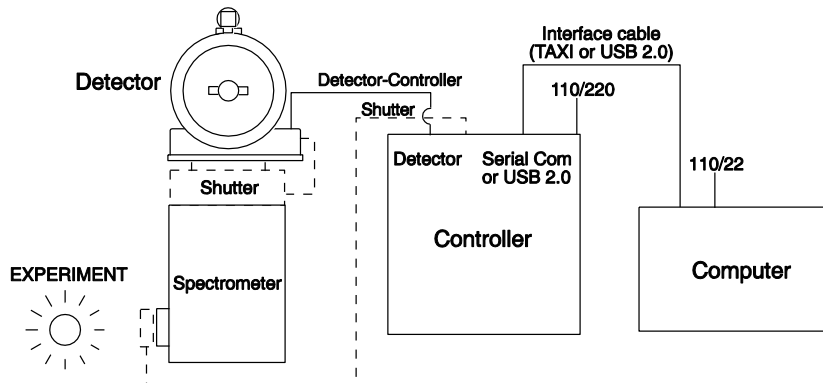 Interface cable
(TAXI or USB 2.0)
Detector
Detector-Controller
110/220
Shutter
Detector
Serial Com
or USB 2.0
110/22
Shutter
Controller
Computer
EXPERIMENT
Spectrometer